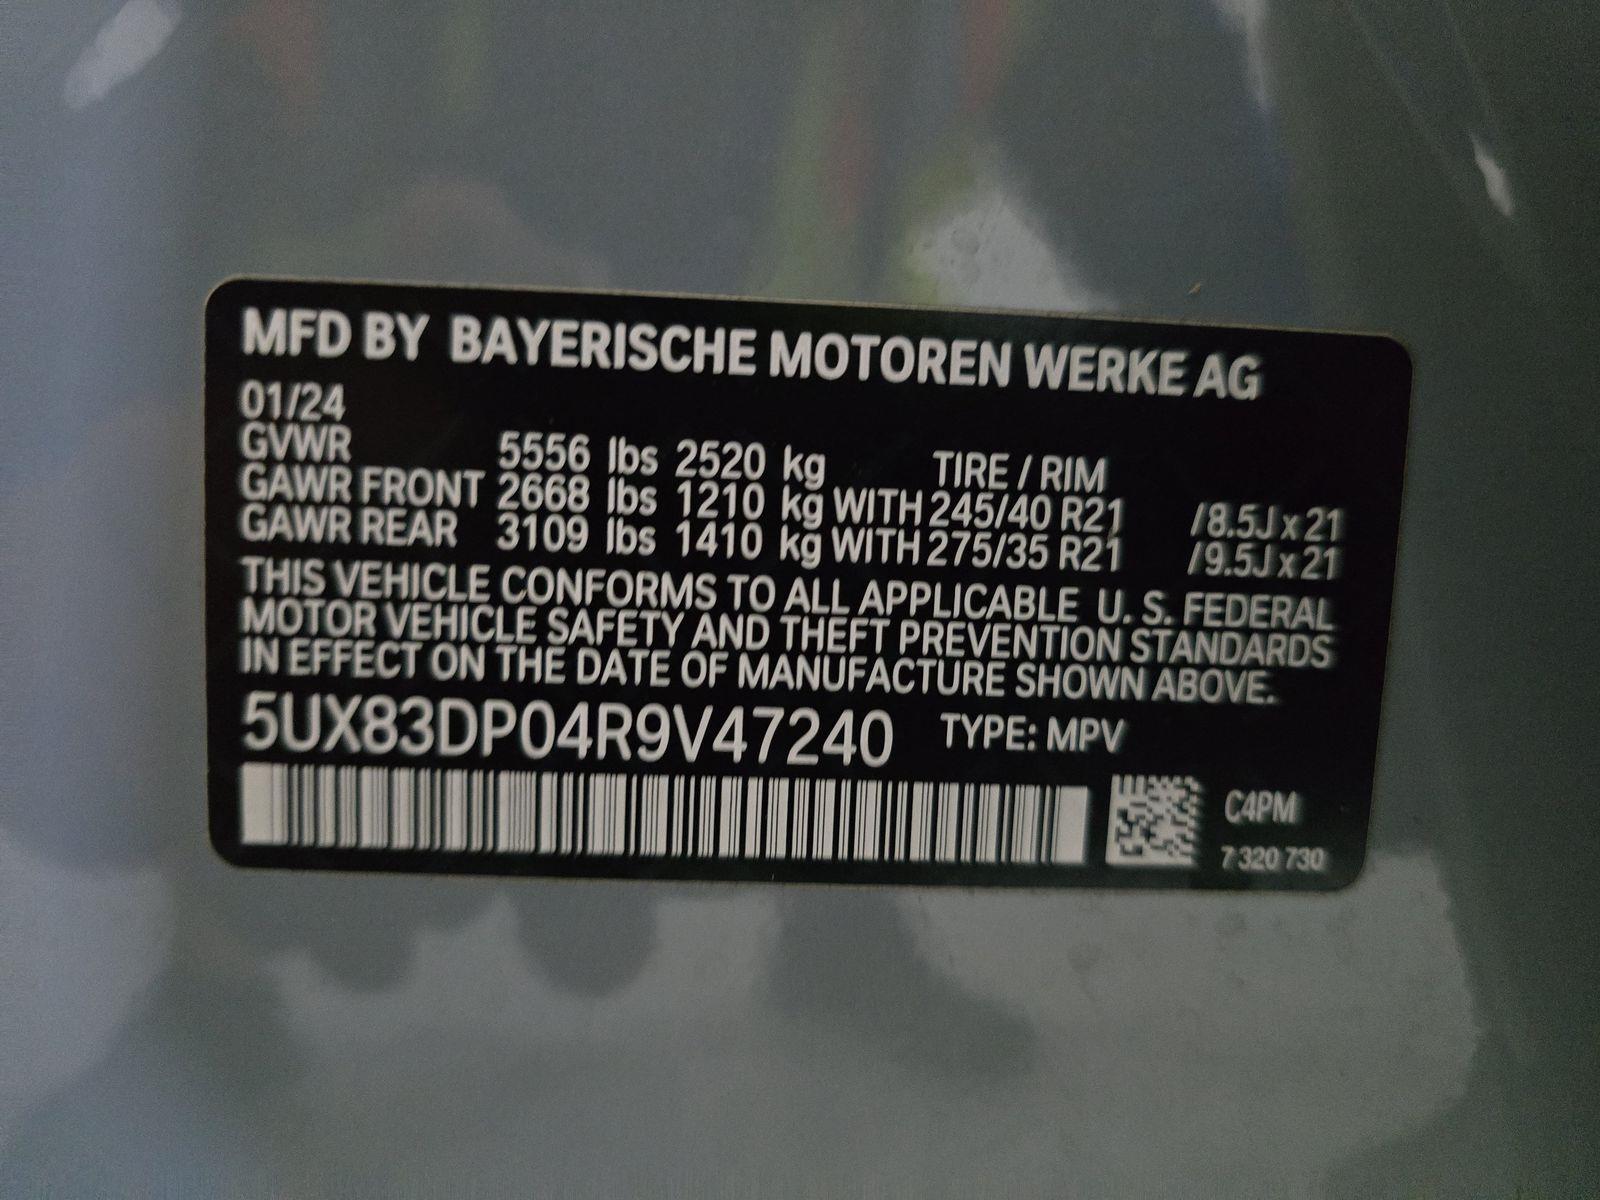 MFD BY BAYERISCHE MOTOREN WERKE AG
01/24
GVWR 5556 lbs 2520 kg TIRE / RIM
GAWR FRONT 2668 lbs 1210 kg WITH 245/40 R21 /8.5J x 21
GAWR REAR 3109 lbs 1410 kg WITH 275/35 R21 /9.5J x 21
THIS VEHICLE CONFORMS TO ALL APPLICABLE U. S. FEDERAL
MOTOR VEHICLE SAFETY AND THEFT PREVENTION STANDARDS
IN EFFECT ON THE DATE OF MANUFACTURE SHOWN ABOVE.
5UX83DP04R9V47240 TYPE: MPV
C4PM
7 320 730